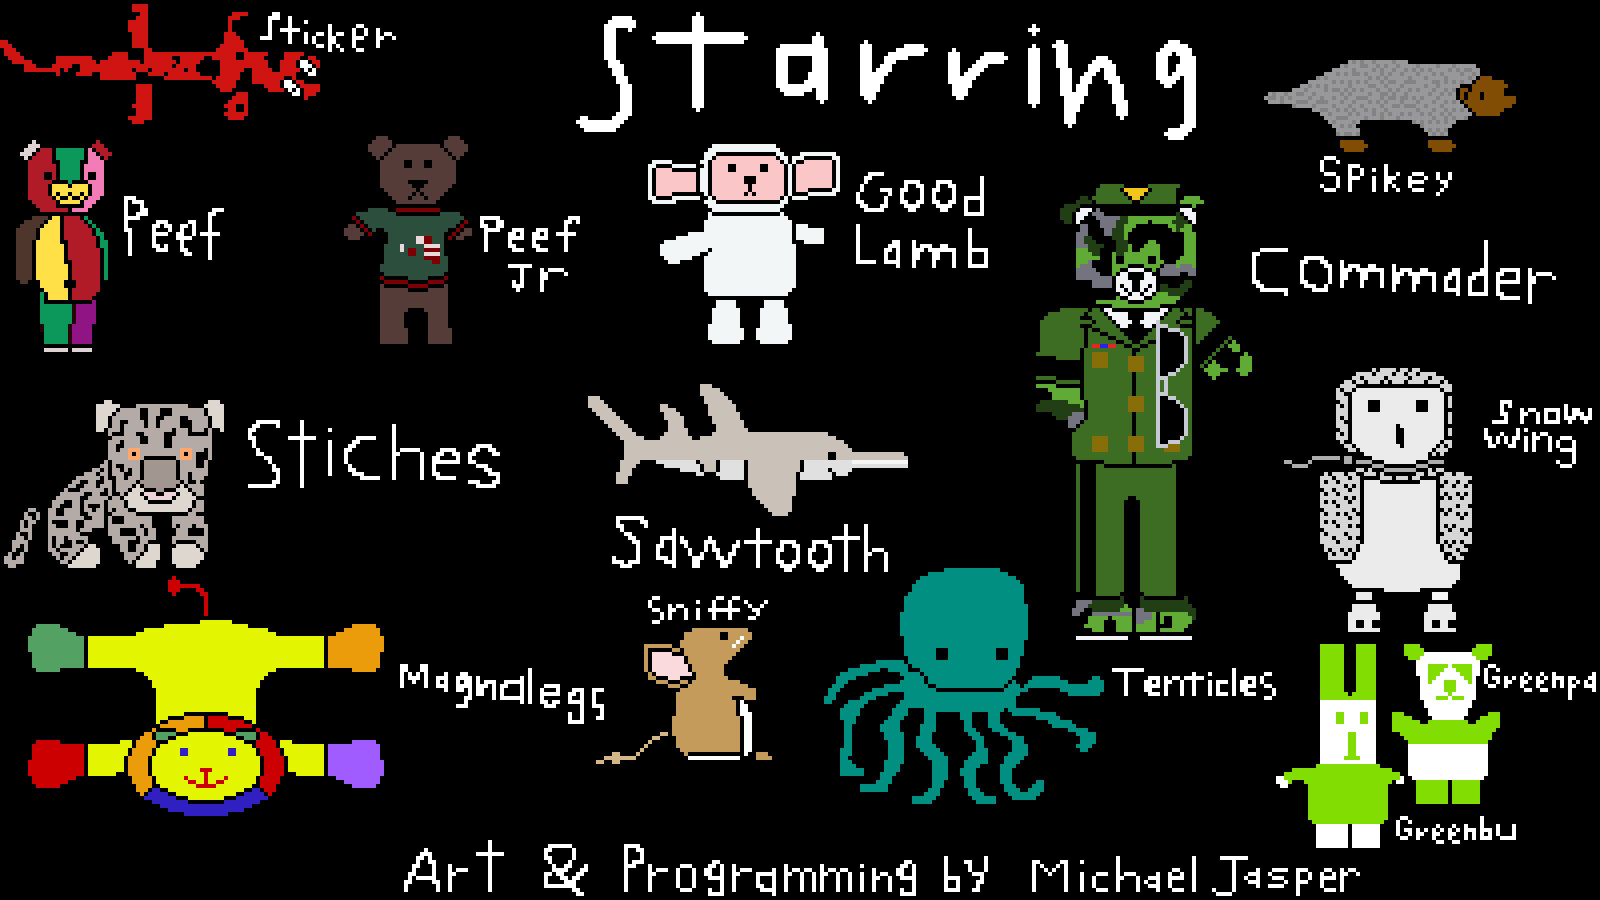 Sticker
Starring
Spikey
Peef
Peef
Jr
Good
Lamb
Commader
Stiches
Sawtooth
Snow
Wing
Sniffy
Magnalegs
Tenticles
Greenpa
Greenbu
Art & Programming by Michael Jasper